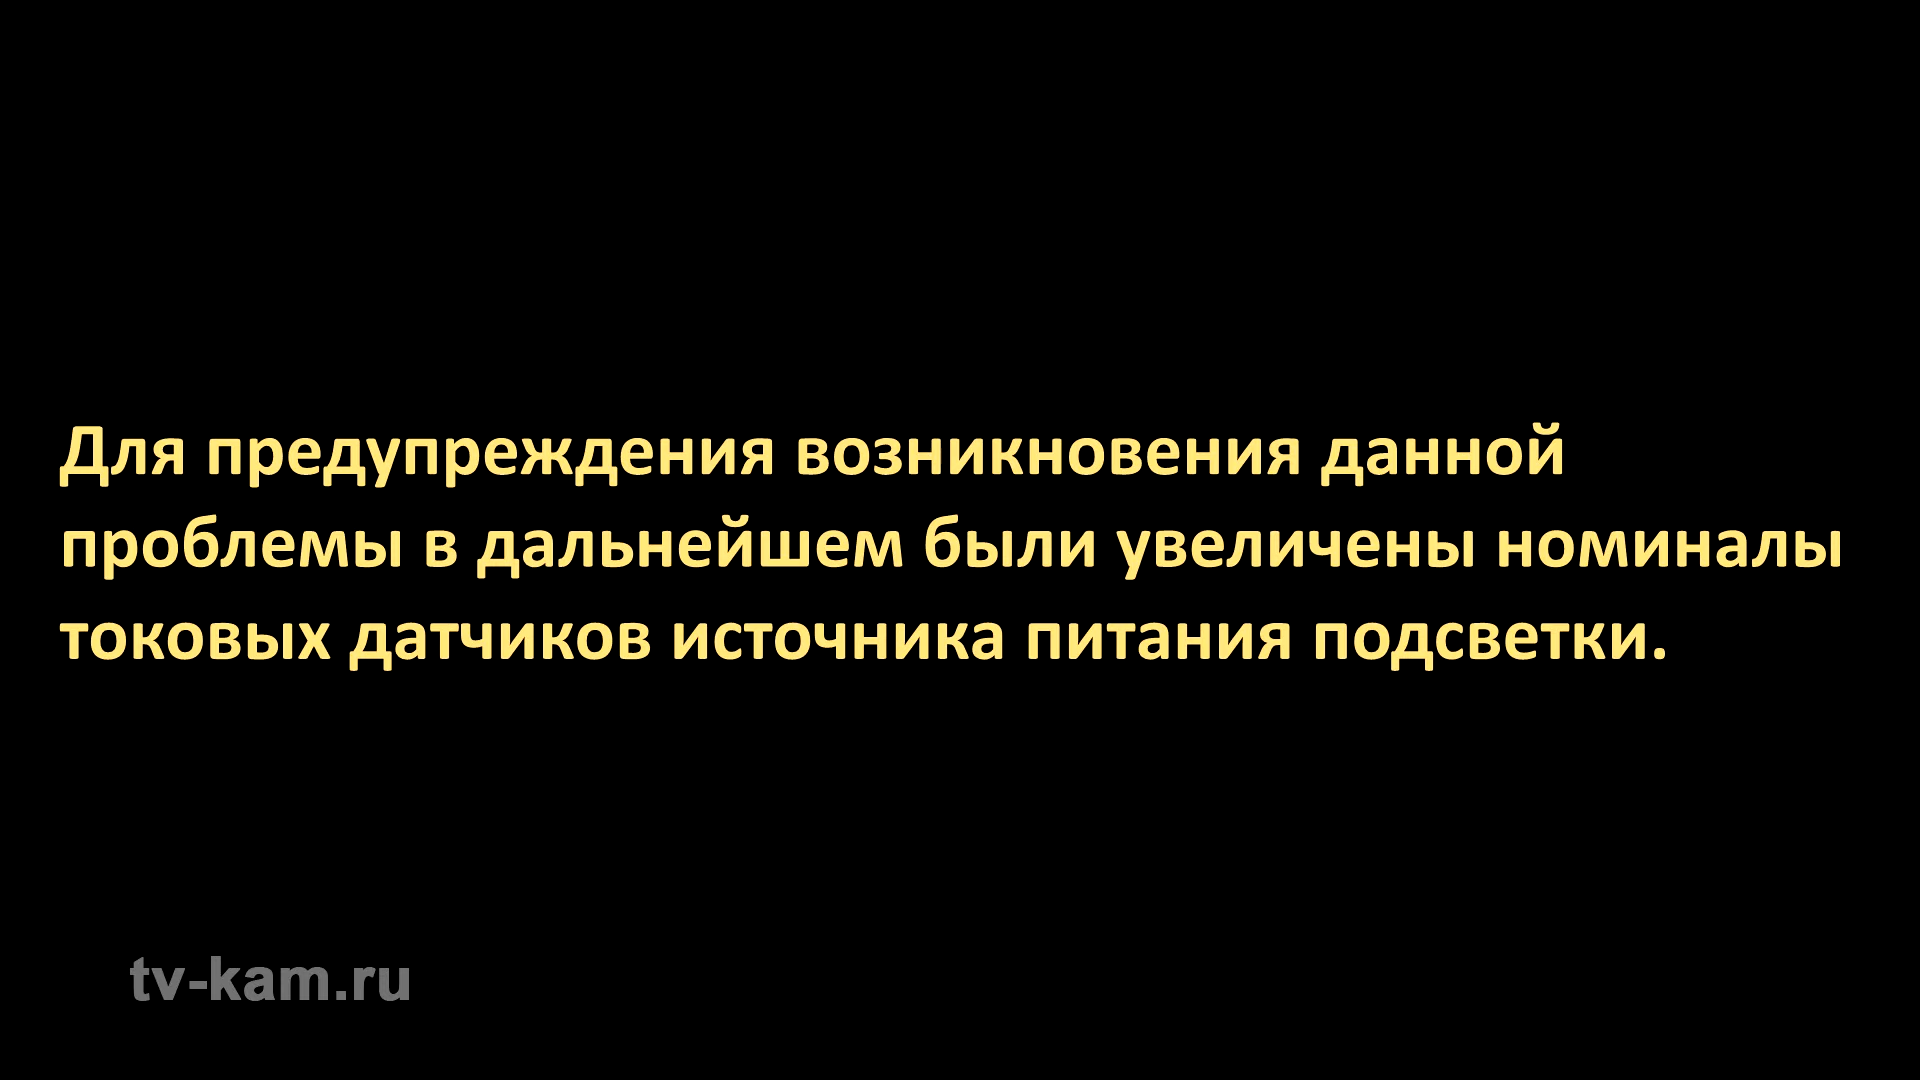 Для предупреждения возникновения данной
проблемы в дальнейшем были увеличены номиналы
токовых датчиков источника питания подсветки.
tv-kam.ru